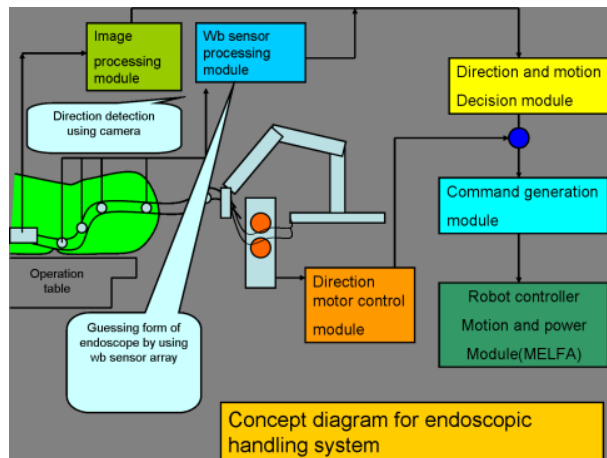 Image
processing
module
Wb sensor
processing
module
Direction and motion
Decision module
Direction detection
using camera
Command generation
module
Operation
table
Direction
motor control
module
Robot controller
Motion and power
Module(MELFA)
Guessing form of
endoscope by using
wb sensor array
Concept diagram for endoscopic
handling system